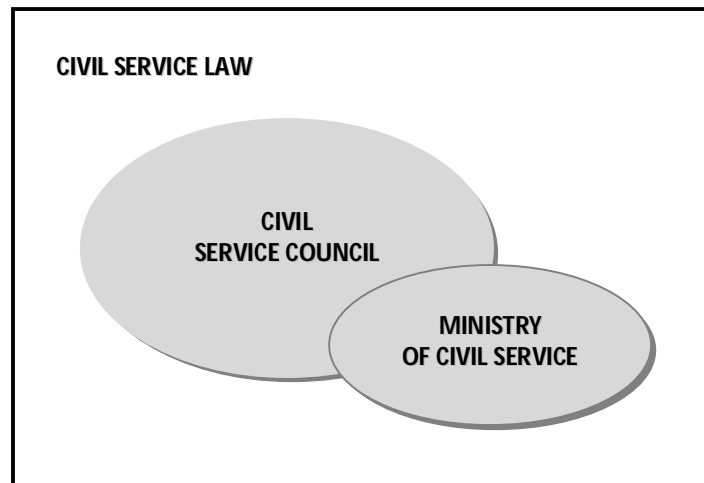 CIVIL SERVICE LAW
CIVIL
SERVICE COUNCIL
MINISTRY
OF CIVIL SERVICE